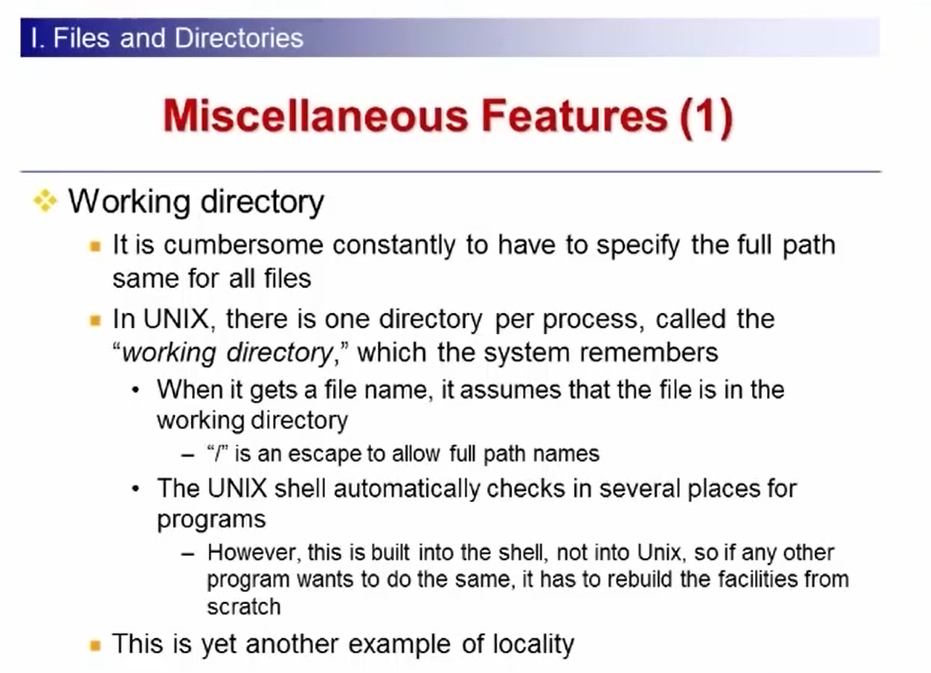 I. Files and Directories
Miscellaneous Features (1)
Working directory
It is cumbersome constantly to have to specify the full path
same for all files
In UNIX, there is one directory per process, called the
“working directory,” which the system remembers
• When it gets a file name, it assumes that the file is in the
working directory
– “/” is an escape to allow full path names
• The UNIX shell automatically checks in several places for
programs
– However, this is built into the shell, not into Unix, so if any other
program wants to do the same, it has to rebuild the facilities from
scratch
This is yet another example of locality